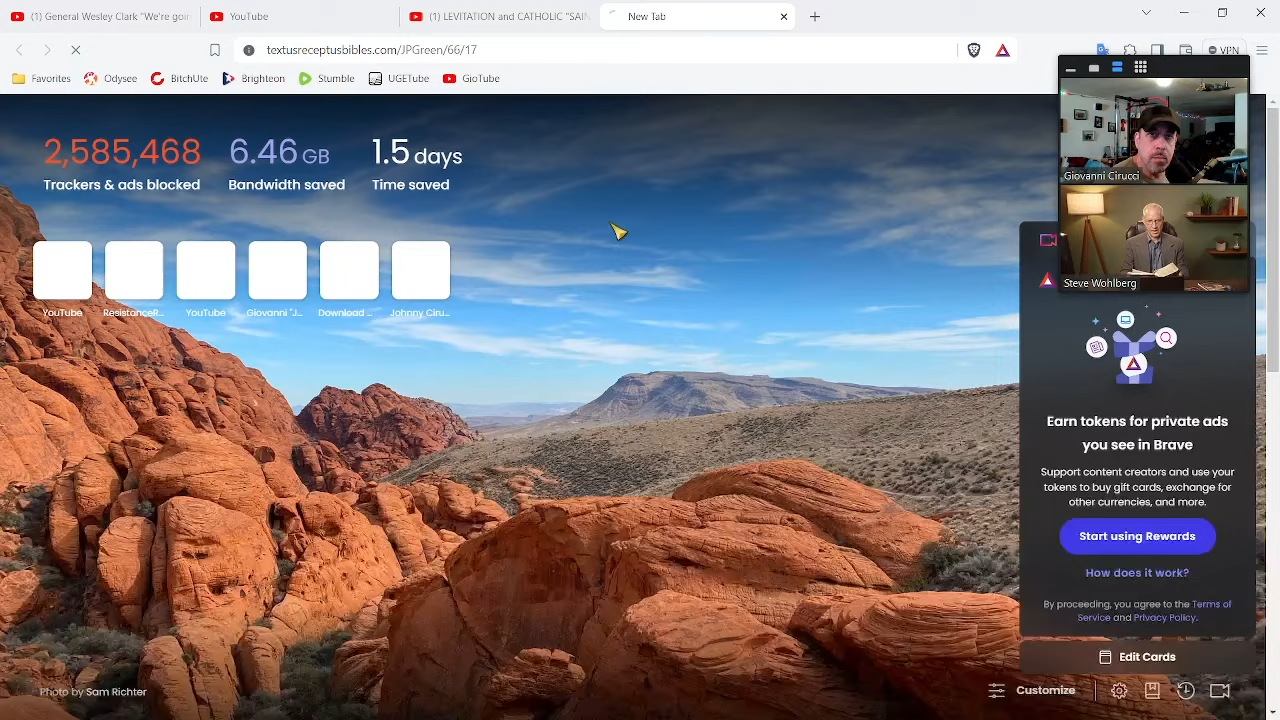 (1) General Wesley Clark "We're goin
YouTube
(1) LEVITATION and CATHOLIC "SAIN
New Tab
textusreceptusbibles.com/JPGreen/66/17
VPN
Favorites
Odysee
BitchUte
Brighteon
Stumble
UGETube
GioTube
2,585,468
6.46 GB
1.5 days
Trackers & ads blocked
Bandwidth saved
Time saved
Giovanni Cirucci
YouTube
ResistanceR...
YouTube
Giovanni "J...
Download ...
Johnny Ciru...
Steve Wohlberg
Earn tokens for private ads
you see in Brave
Support content creators and use your
tokens to buy gift cards, exchange for
other currencies, and more.
Start using Rewards
How does it work?
By proceeding, you agree to the Terms of
Service and Privacy Policy.
Edit Cards
Photo by Sam Richter
Customize